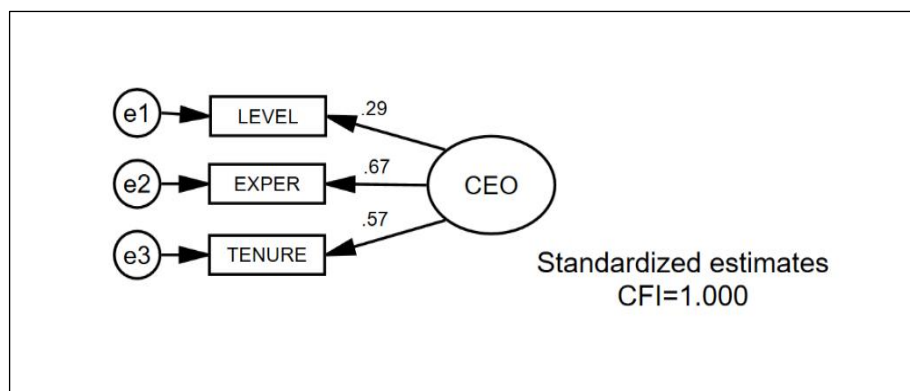 e1
LEVEL
.29
e2
EXPER
.67
CEO
e3
TENURE
.57
Standardized estimates
CFI=1.000